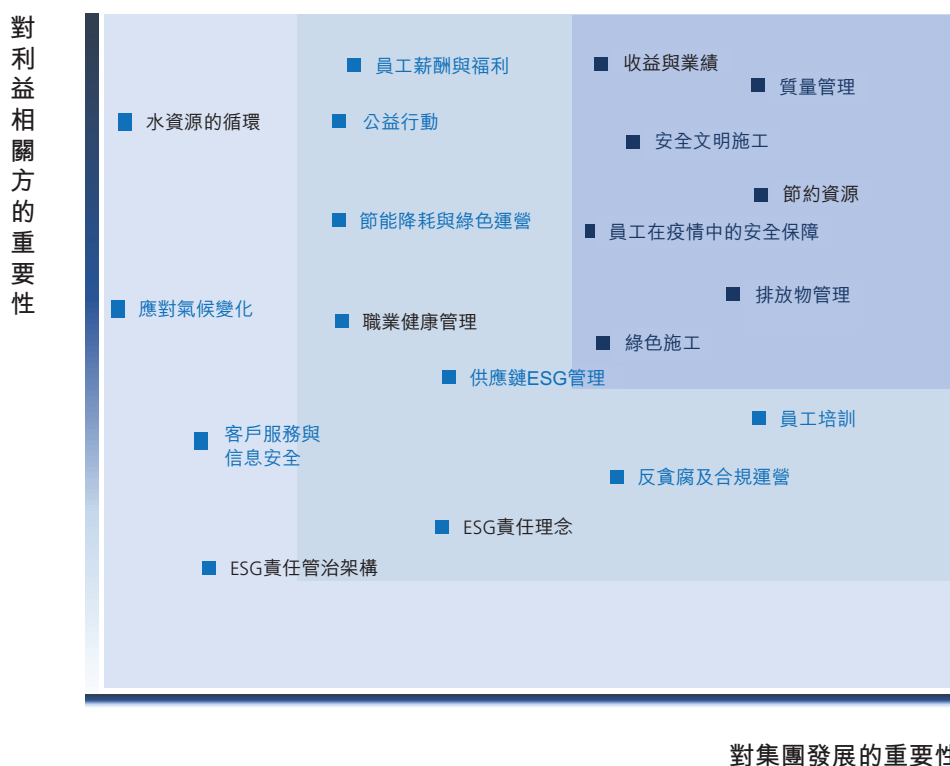 對利益相關方的重要性
員工薪酬與福利
收益與業績
質量管理
水資源的循環
公益行動
安全文明施工
節約資源
節能降耗與綠色運營
員工在疫情中的安全保障
應對氣候變化
排放物管理
職業健康管理
綠色施工
供應鏈ESG管理
員工培訓
客戶服務與
信息安全
反貪腐及合規運營
ESG責任理念
ESG責任管治架構
對集團發展的重要性